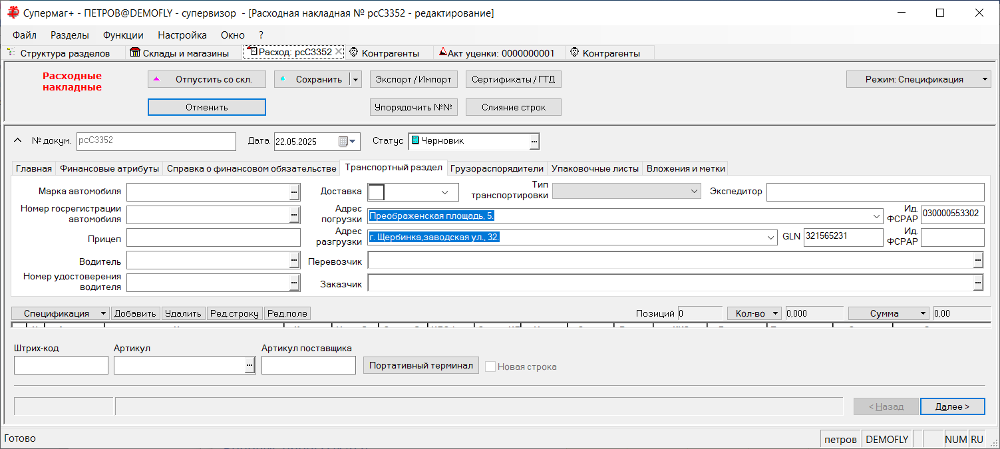 Супермаг+ - ПЕТРОВ@DEMOFLY - супервизор - [Расходная накладная № рсС3352 - редактирование]
Файл Разделы Функции Настройка Окно ?
Структура разделов Склады и магазины Расход: рсС3352 Контрагенты Акт уценки: 0000000001 Контрагенты
Расходные накладные
Отпустить со скл. Сохранить Экспорт / Импорт Сертификаты / ГТД Режим: Спецификация
Отменить Упорядочить №№ Слияние строк
№ докум. рсС3352 Дата 22.05.2025 Статус Черновик ...
Главная Финансовые атрибуты Справка о финансовом обязательстве Транспортный раздел Грузораспорядители Упаковочные листы Вложения и метки
Марка автомобиля ... Доставка Тип транспортировки Экспедитор
Номер госрегистрации автомобиля ... Адрес погрузки Преображенская площадь, 5. Ид. ФСРАР 030000553302
Прицеп Адрес разгрузки г. Щербинка,заводская ул., 32. GLN 321565231 Ид. ФСРАР
Водитель ... Перевозчик ...
Номер удостоверения водителя ... Заказчик ...
Спецификация Добавить Удалить Ред.строку Ред.поле Позиций 0 Кол-во 0,000 Сумма 0,00
Штрих-код Артикул Артикул поставщика
... Портативный терминал Новая строка
< Назад Далее >
Готово петров DEMOFLY NUM RU